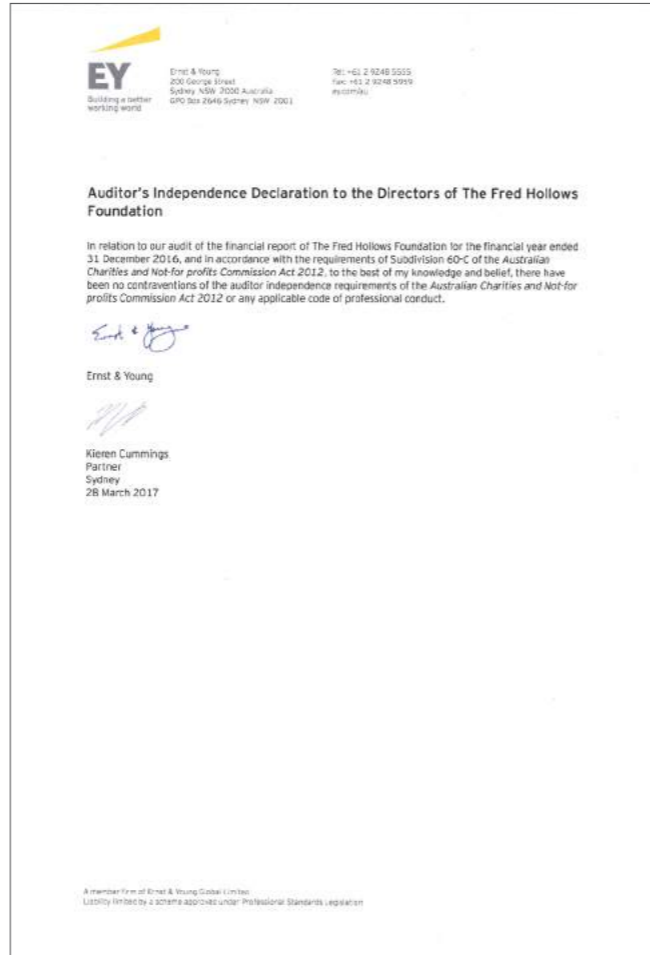 EY
Building a better
working world
Ernst & Young
200 George Street
Sydney NSW 2000 Australia
GPO Box 2646 Sydney NSW 2001
Tel: +61 2 9248 5555
Fax: +61 2 9248 5959
ey.com/au
Auditor's Independence Declaration to the Directors of The Fred Hollows
Foundation
In relation to our audit of the financial report of The Fred Hollows Foundation for the financial year ended
31 December 2016, and in accordance with the requirements of Subdivision 60-C of the Australian
Charities and Not-for profits Commission Act 2012, to the best of my knowledge and belief, there have
been no contraventions of the auditor independence requirements of the Australian Charities and Not-for
profits Commission Act 2012 or any applicable code of professional conduct.
Ernst & Young
Ernst & Young
Kieren Cummings
Partner
Sydney
28 March 2017
A member firm of Ernst & Young Global Limited
Liability limited by a scheme approved under Professional Standards Legislation